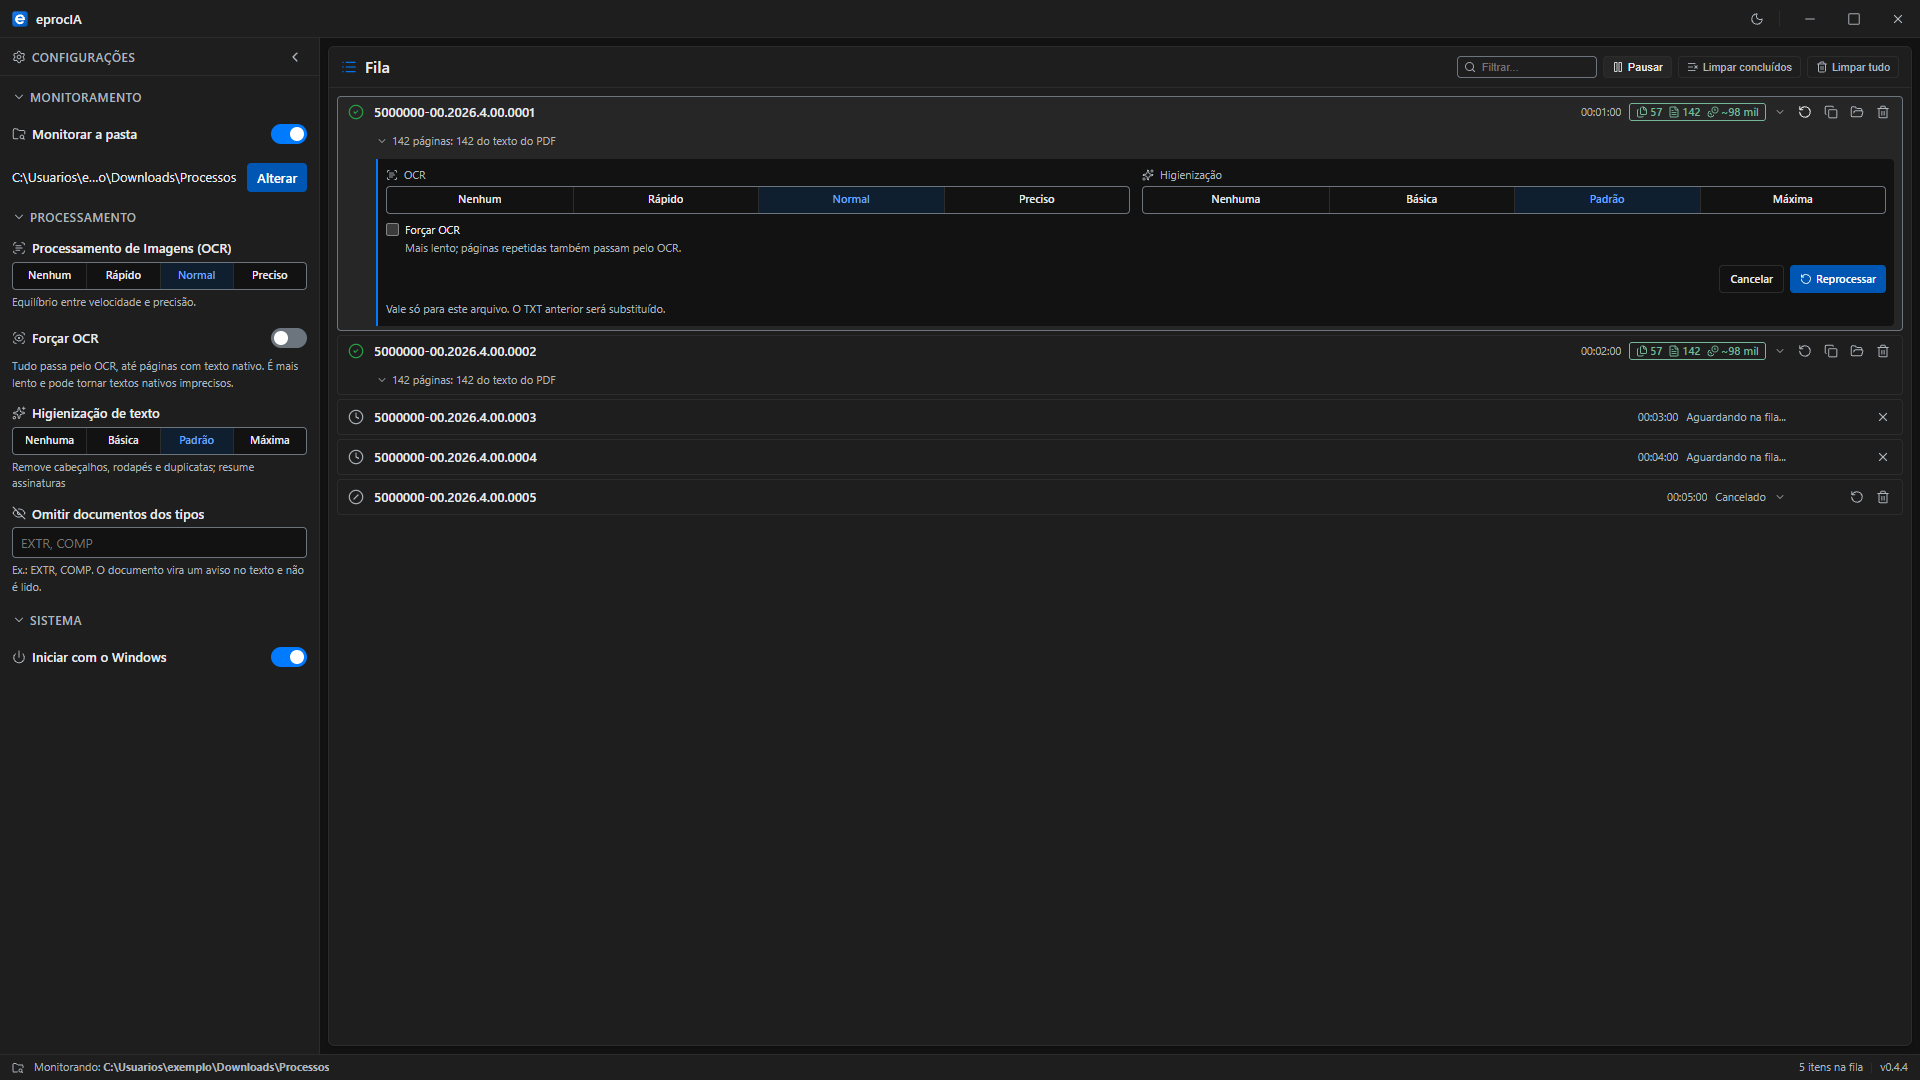 eprocIA
CONFIGURAÇÕES
MONITORAMENTO
Monitorar a pasta
C:\Usuarios\e...o\Downloads\Processos
Alterar
PROCESSAMENTO
Processamento de Imagens (OCR)
Nenhum Rápido Normal Preciso
Equilíbrio entre velocidade e precisão.
Forçar OCR
Tudo passa pelo OCR, até páginas com texto nativo. É mais
lento e pode tornar textos nativos imprecisos.
Higienização de texto
Nenhuma Básica Padrão Máxima
Remove cabeçalhos, rodapés e duplicatas; resume
assinaturas
Omitir documentos dos tipos
EXTR, COMP
Ex.: EXTR, COMP. O documento vira um aviso no texto e não
é lido.
SISTEMA
Iniciar com o Windows
Fila
Filtrar...
Pausar
Limpar concluídos
Limpar tudo
5000000-00.2026.4.00.0001
00:01:00 57 142 ~98 mil
142 páginas: 142 do texto do PDF
OCR
Nenhum Rápido Normal Preciso
Higienização
Nenhuma Básica Padrão Máxima
Forçar OCR
Mais lento; páginas repetidas também passam pelo OCR.
Cancelar
Reprocessar
Vale só para este arquivo. O TXT anterior será substituído.
5000000-00.2026.4.00.0002
00:02:00 57 142 ~98 mil
142 páginas: 142 do texto do PDF
5000000-00.2026.4.00.0003
00:03:00 Aguardando na fila...
5000000-00.2026.4.00.0004
00:04:00 Aguardando na fila...
5000000-00.2026.4.00.0005
00:05:00 Cancelado
Monitorando: C:\Usuarios\exemplo\Downloads\Processos
5 itens na fila
v0.4.4